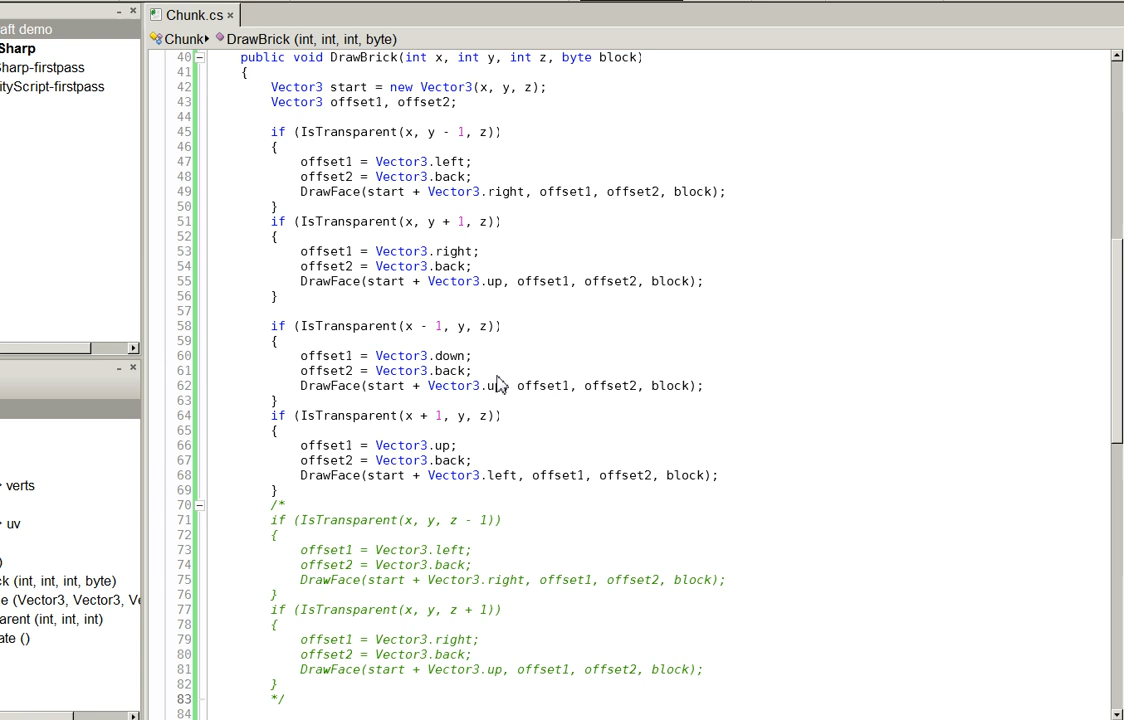 aft demo
Sharp
Sharp-firstpass
ityScript-firstpass
verts
uv
)
ck (int, int, int, byte)
e (Vector3, Vector3, Ve
parent (int, int, int)
ate ()
Chunk.cs ×
Chunk DrawBrick (int, int, int, byte)
40 public void DrawBrick(int x, int y, int z, byte block)
41 {
42 Vector3 start = new Vector3(x, y, z);
43 Vector3 offset1, offset2;
44
45 if (IsTransparent(x, y - 1, z))
46 {
47 offset1 = Vector3.left;
48 offset2 = Vector3.back;
49 DrawFace(start + Vector3.right, offset1, offset2, block);
50 }
51 if (IsTransparent(x, y + 1, z))
52 {
53 offset1 = Vector3.right;
54 offset2 = Vector3.back;
55 DrawFace(start + Vector3.up, offset1, offset2, block);
56 }
57
58 if (IsTransparent(x - 1, y, z))
59 {
60 offset1 = Vector3.down;
61 offset2 = Vector3.back;
62 DrawFace(start + Vector3.up, offset1, offset2, block);
63 }
64 if (IsTransparent(x + 1, y, z))
65 {
66 offset1 = Vector3.up;
67 offset2 = Vector3.back;
68 DrawFace(start + Vector3.left, offset1, offset2, block);
69 }
70 /*
71 if (IsTransparent(x, y, z - 1))
72 {
73 offset1 = Vector3.left;
74 offset2 = Vector3.back;
75 DrawFace(start + Vector3.right, offset1, offset2, block);
76 }
77 if (IsTransparent(x, y, z + 1))
78 {
79 offset1 = Vector3.right;
80 offset2 = Vector3.back;
81 DrawFace(start + Vector3.up, offset1, offset2, block);
82 }
83 */
84